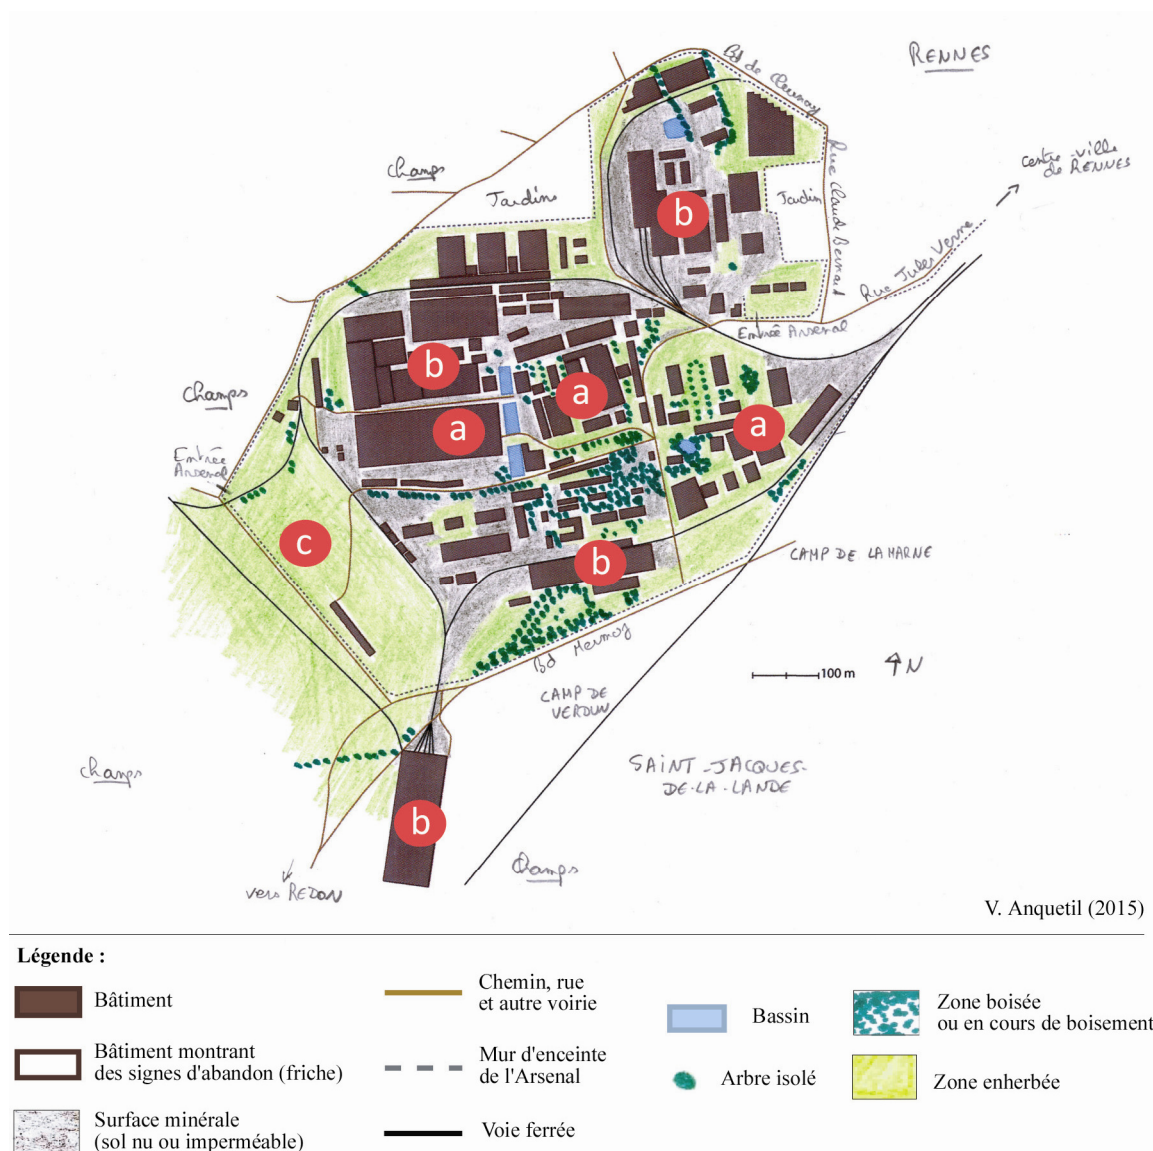 RENNES
Bd de Cleunay
Champs
centre-ville
de RENNES
Jardins
Jardin
Rue Claude Bernard
b
Rue Jules Verne
Entrée Arsenal
b
a
Champs
a
a
Entrée
Arsenal
c
b
CAMP DE LA MARNE
Bd Mermoz
100 m
N
CAMP DE
VERDUN
SAINT-JACQUES-
DE-LA-LANDE
Champs
b
Champs
vers REDON
V. Anquetil (2015)
Légende :
Bâtiment
Bâtiment montrant
des signes d'abandon (friche)
Surface minérale
(sol nu ou imperméable)
Chemin, rue
et autre voirie
Mur d'enceinte
de l'Arsenal
Voie ferrée
Bassin
Arbre isolé
Zone boisée
ou en cours de boisement
Zone enherbée